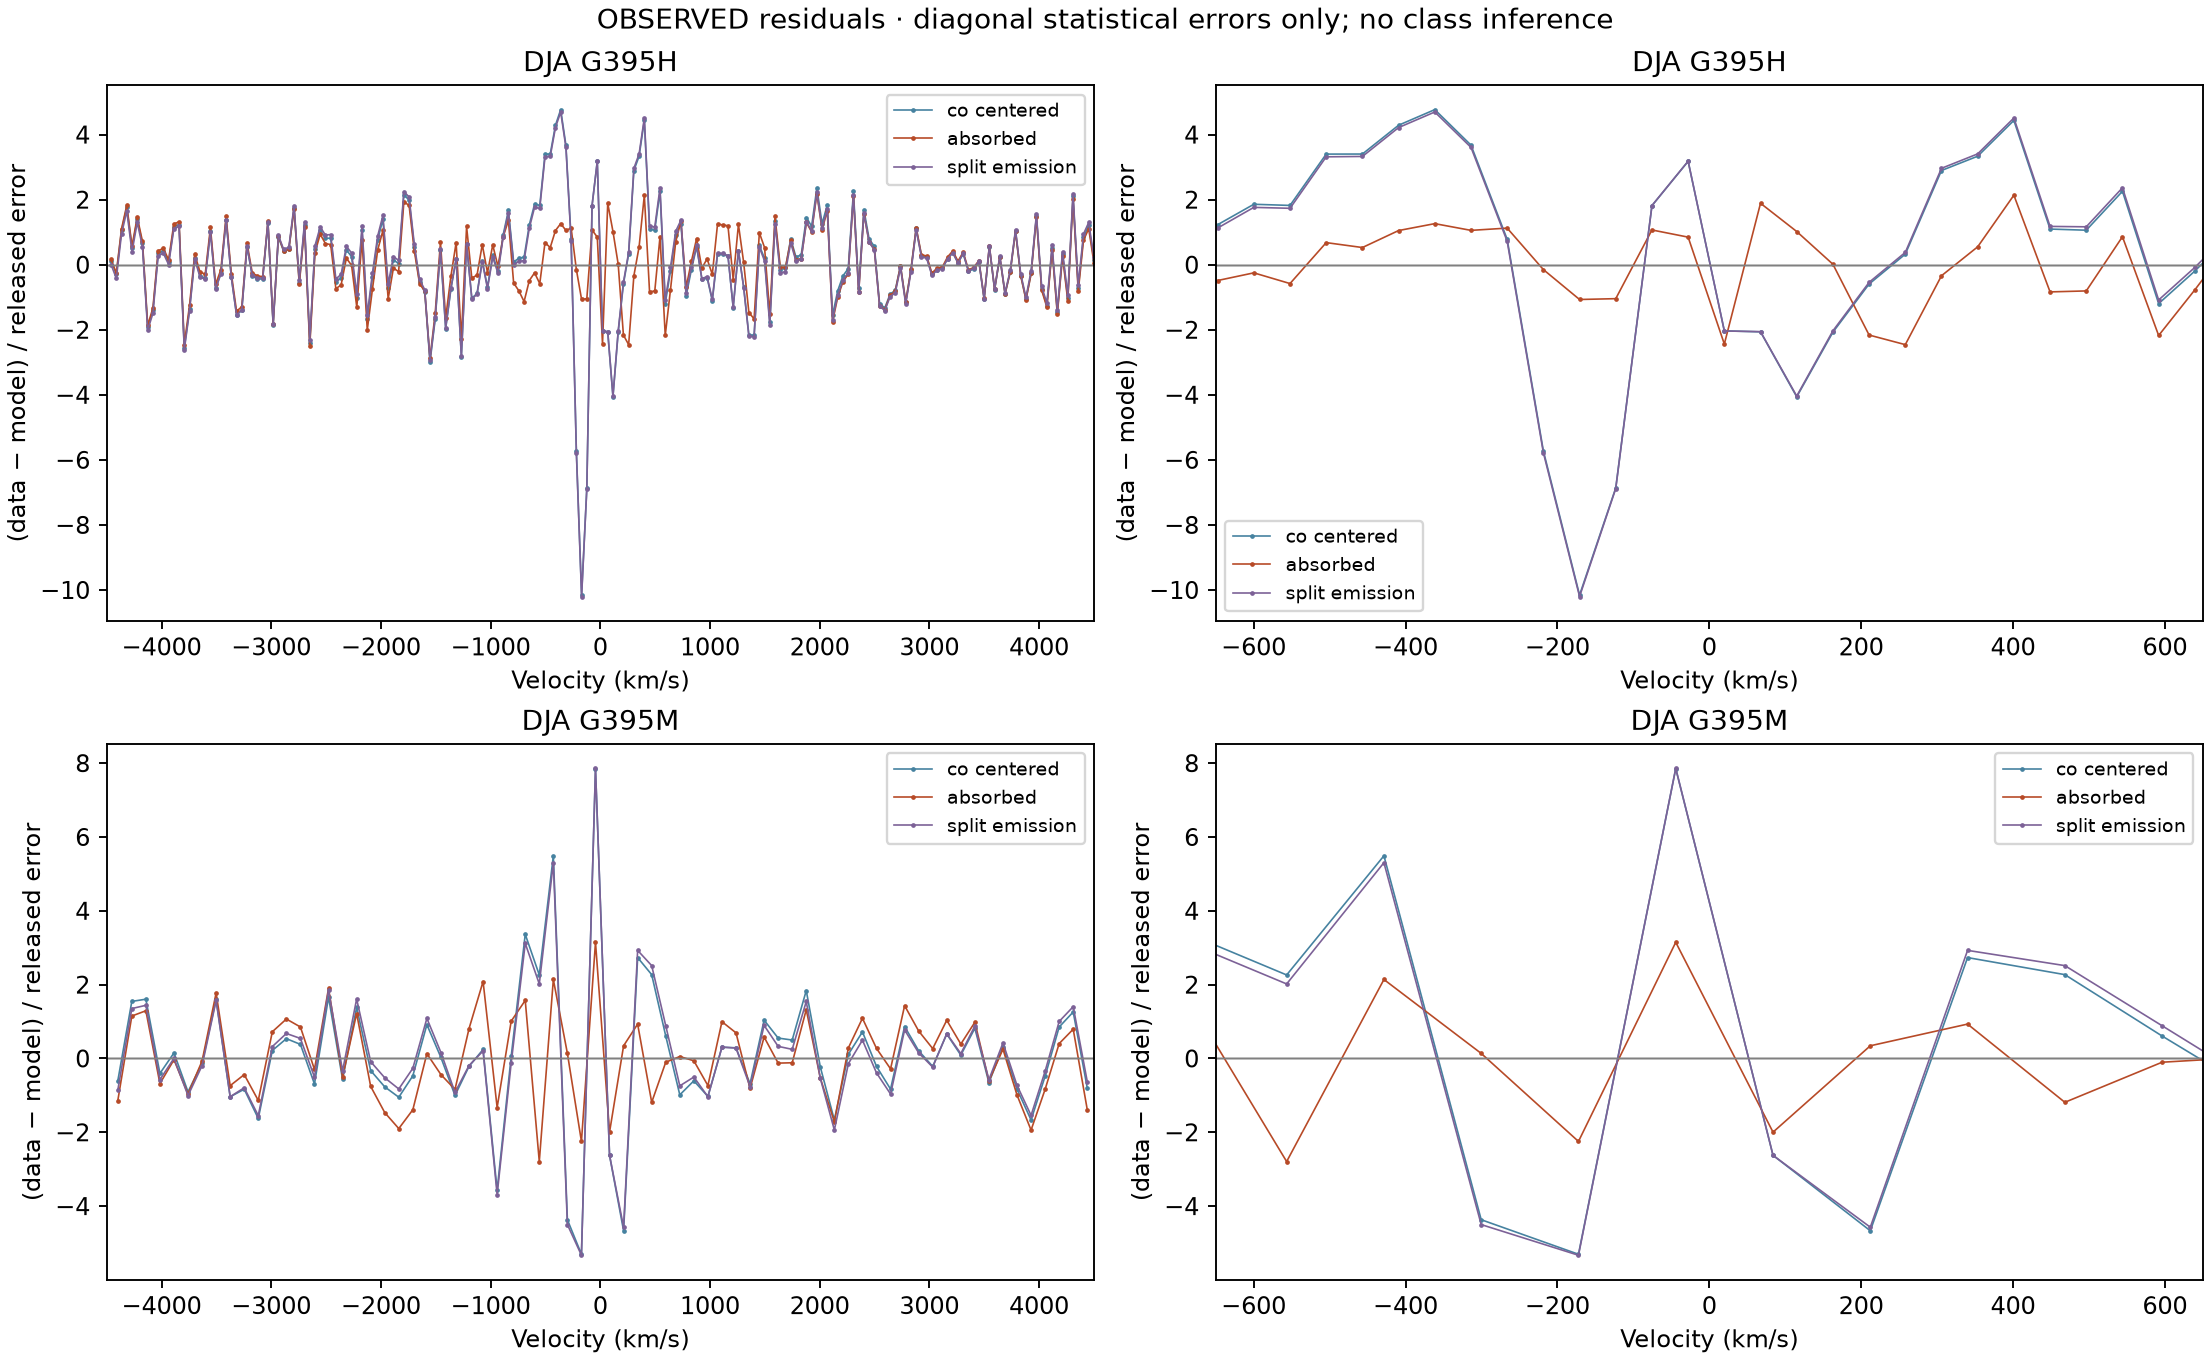 OBSERVED residuals · diagonal statistical errors only; no class inference
DJA G395H
(data − model) / released error
4
2
0
−2
−4
−6
−8
−10
co centered
absorbed
split emission
−4000 −3000 −2000 −1000 0 1000 2000 3000 4000
Velocity (km/s)
DJA G395H
(data − model) / released error
4
2
0
−2
−4
−6
−8
−10
co centered
absorbed
split emission
−600 −400 −200 0 200 400 600
Velocity (km/s)
DJA G395M
(data − model) / released error
8
6
4
2
0
−2
−4
co centered
absorbed
split emission
−4000 −3000 −2000 −1000 0 1000 2000 3000 4000
Velocity (km/s)
DJA G395M
(data − model) / released error
8
6
4
2
0
−2
−4
co centered
absorbed
split emission
−600 −400 −200 0 200 400 600
Velocity (km/s)